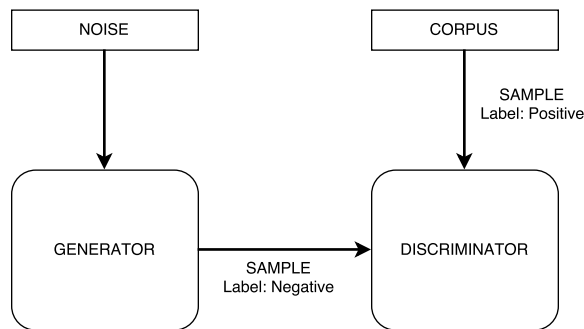 NOISE
CORPUS
SAMPLE
Label: Positive
GENERATOR
DISCRIMINATOR
SAMPLE
Label: Negative